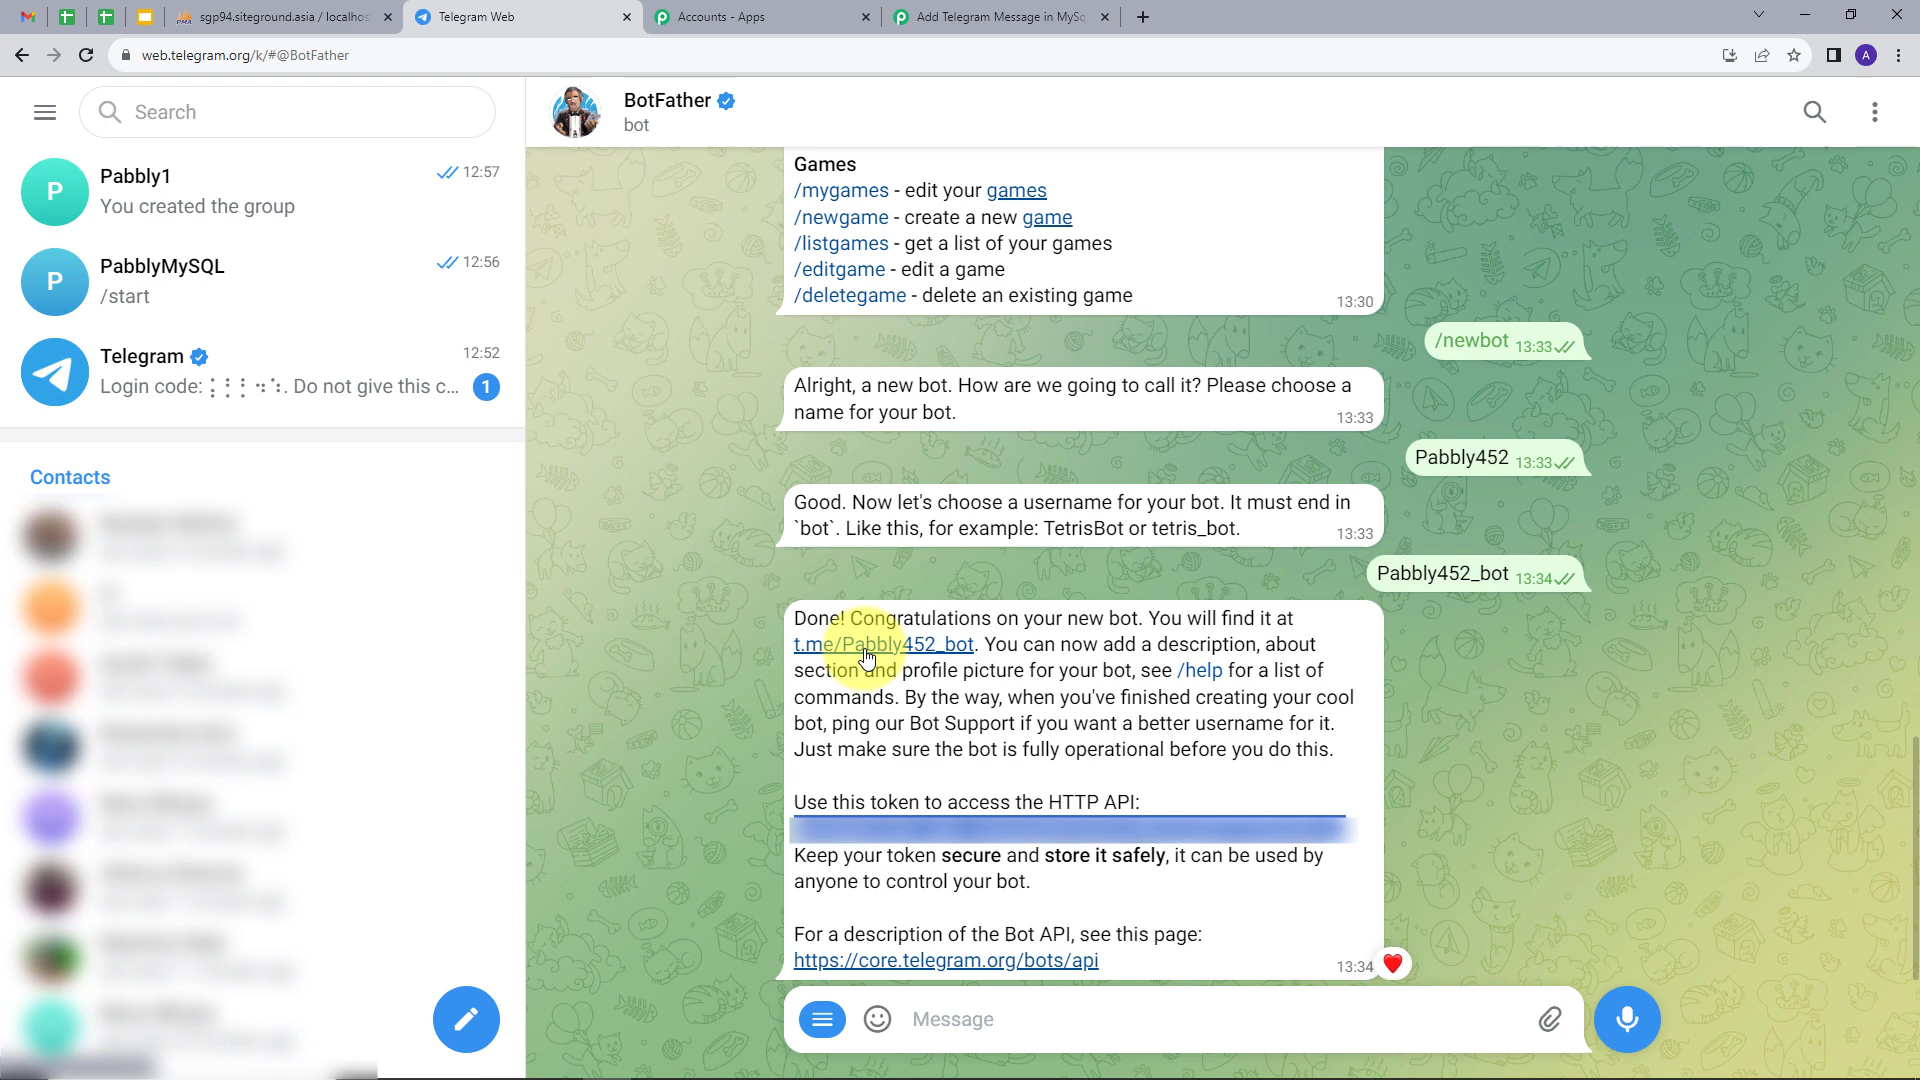 sgp94.siteground.asia / localhos
Telegram Web
Accounts - Apps
Add Telegram Message in MySQ
web.telegram.org/k/#@BotFather
A
Search
BotFather
bot
P
Pabbly1
12:57
You created the group
P
PabblyMySQL
12:56
/start
Telegram
12:52
Login code: . Do not give this c...
1
Contacts
Games
/mygames - edit your games
/newgame - create a new game
/listgames - get a list of your games
/editgame - edit a game
/deletegame - delete an existing game
13:30
/newbot 13:33
Alright, a new bot. How are we going to call it? Please choose a
name for your bot.
13:33
Pabbly452 13:33
Good. Now let's choose a username for your bot. It must end in
`bot`. Like this, for example: TetrisBot or tetris_bot.
13:33
Pabbly452_bot 13:34
Done! Congratulations on your new bot. You will find it at
t.me/Pabbly452_bot. You can now add a description, about
section and profile picture for your bot, see /help for a list of
commands. By the way, when you've finished creating your cool
bot, ping our Bot Support if you want a better username for it.
Just make sure the bot is fully operational before you do this.
Use this token to access the HTTP API:
Keep your token secure and store it safely, it can be used by
anyone to control your bot.
For a description of the Bot API, see this page:
https://core.telegram.org/bots/api
13:34
Message